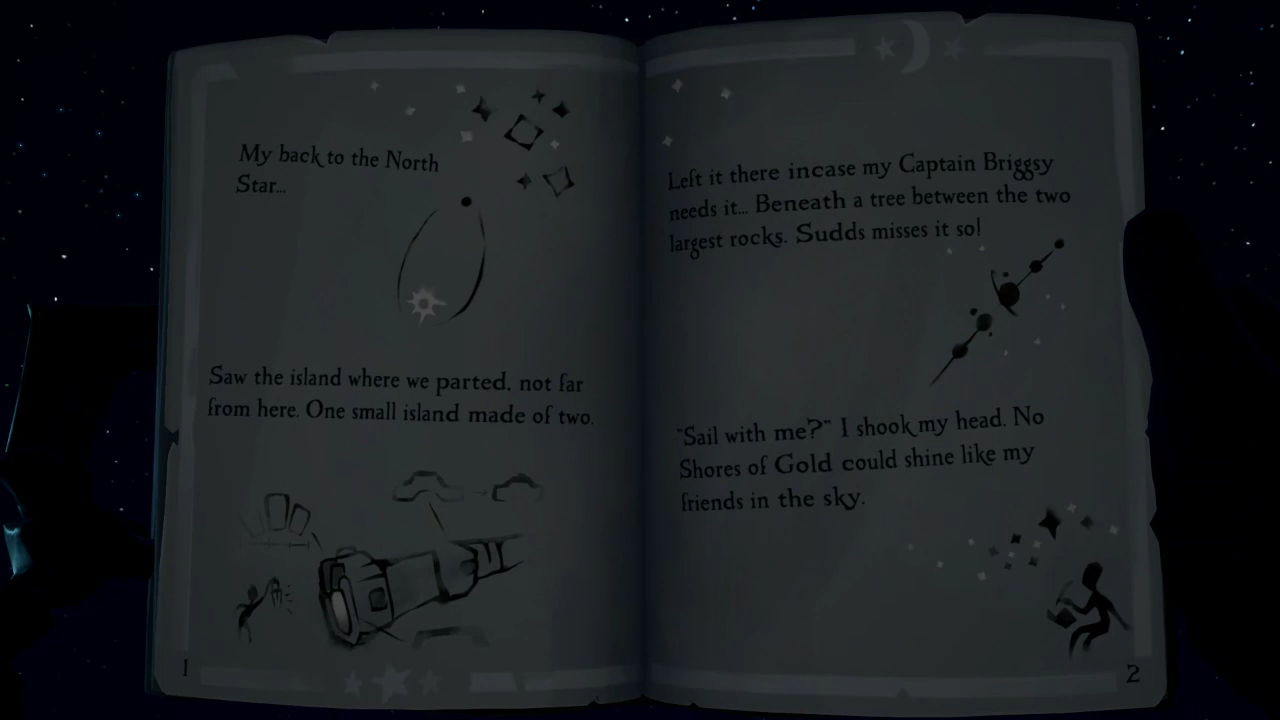 My back to the North
Star...
Saw the island where we parted, not far
from here. One small island made of two.
1
Left it there incase my Captain Briggsy
needs it... Beneath a tree between the two
largest rocks. Sudds misses it so!
"Sail with me?" I shook my head. No
Shores of Gold could shine like my
friends in the sky.
2